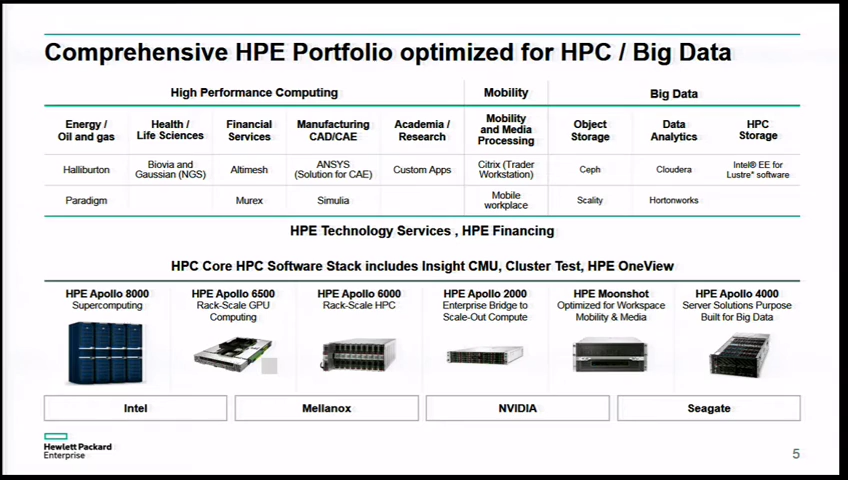 Comprehensive HPE Portfolio optimized for HPC / Big Data
High Performance Computing
Mobility
Big Data
Energy /
Oil and gas
Health /
Life Sciences
Financial
Services
Manufacturing
CAD/CAE
Academia /
Research
Mobility
and Media
Processing
Object
Storage
Data
Analytics
HPC
Storage
Halliburton
Biovia and
Gaussian (NGS)
Altimesh
ANSYS
(Solution for CAE)
Custom Apps
Citrix (Trader
Workstation)
Ceph
Cloudera
Intel® EE for
Lustre* software
Paradigm
Murex
Simulia
Mobile
workplace
Scality
Hortonworks
HPE Technology Services , HPE Financing
HPC Core HPC Software Stack includes Insight CMU, Cluster Test, HPE OneView
HPE Apollo 8000
Supercomputing
HPE Apollo 6500
Rack-Scale GPU
Computing
HPE Apollo 6000
Rack-Scale HPC
HPE Apollo 2000
Enterprise Bridge to
Scale-Out Compute
HPE Moonshot
Optimized for Workspace
Mobility & Media
HPE Apollo 4000
Server Solutions Purpose
Built for Big Data
Intel
Mellanox
NVIDIA
Seagate
Hewlett Packard
Enterprise
5